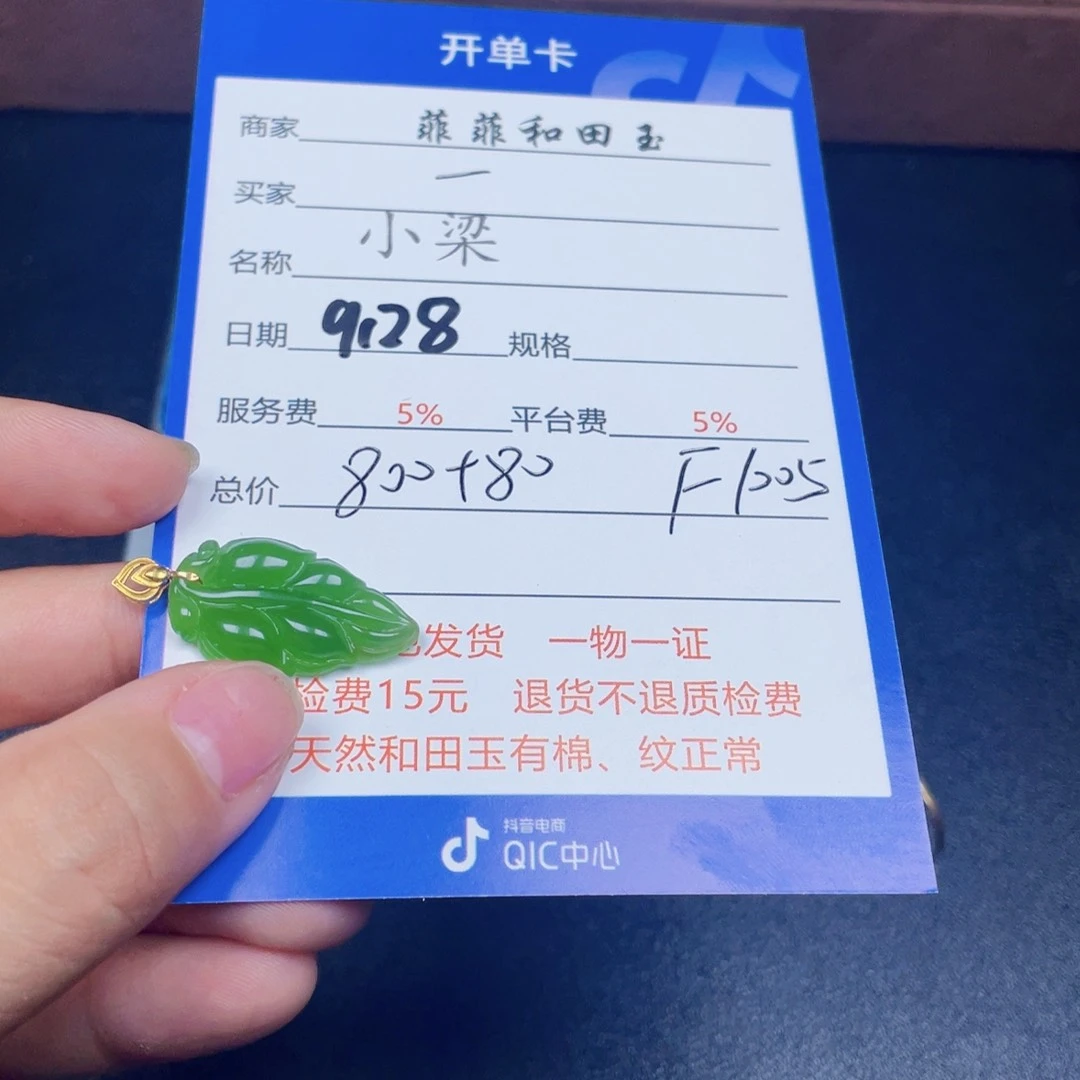 开单卡
商家 菲菲和田玉
买家 一
名称 小梁
日期 9.28 规格
服务费 5% 平台费 5%
总价 800+80 F1005
发货 一物一证
检费15元 退货不退质检费
天然和田玉有棉、纹正常
抖音电商
QIC中心